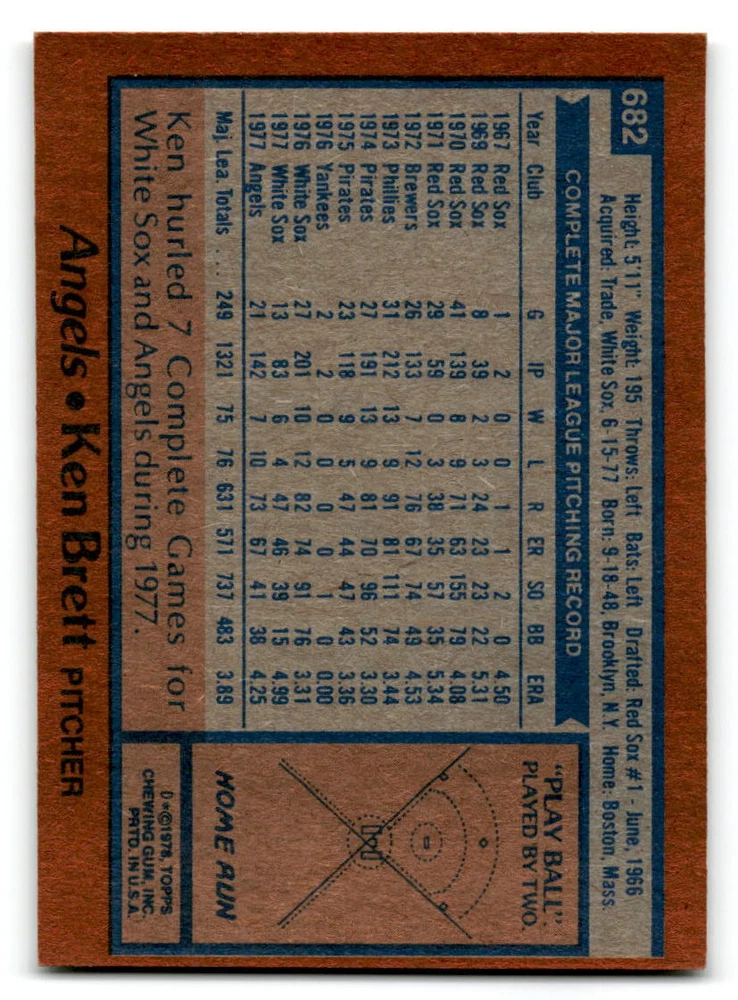 682
Height: 5'11" Weight: 195 Throws: Left Bats: Left Drafted: Red Sox #1 - June, 1966
Acquired: Trade, White Sox, 6-15-77 Born: 9-18-48, Brooklyn, N.Y. Home: Boston, Mass.
COMPLETE MAJOR LEAGUE PITCHING RECORD
Year Club G IP W L R ER SO BB ERA
1967 Red Sox 1 2 0 0 1 1 2 0 4.50
1969 Red Sox 8 39 2 3 24 23 23 22 5.31
1970 Red Sox 41 139 8 9 71 63 155 79 4.08
1971 Red Sox 29 59 0 3 38 35 57 35 5.34
1972 Brewers 26 133 7 12 76 67 74 49 4.53
1973 Phillies 31 212 13 9 91 81 111 74 3.44
1974 Pirates 27 191 13 9 81 70 96 52 3.30
1975 Pirates 23 118 9 5 47 44 47 43 3.36
1976 Yankees 2 2 0 0 0 0 1 0 0.00
1976 White Sox 27 201 10 12 82 74 91 76 3.31
1977 White Sox 13 83 6 4 47 46 39 15 4.99
1977 Angels 21 142 7 10 73 67 41 38 4.25
Maj. Lea. Totals .... 249 1321 75 76 631 571 737 483 3.89
Ken hurled 7 Complete Games for
White Sox and Angels during 1977.
"PLAY BALL"
PLAYED BY TWO.
HOME RUN
D*©1978, TOPPS
CHEWING GUM, INC.
PRTD. IN U.S.A.
Angels • Ken Brett PITCHER